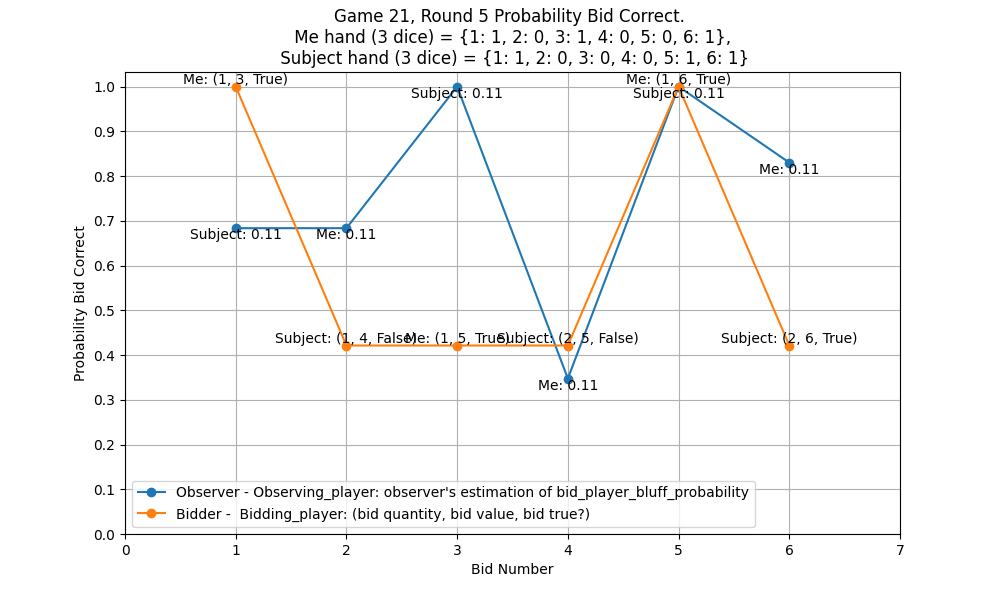 Game 21, Round 5 Probability Bid Correct.
Me hand (3 dice) = {1: 1, 2: 0, 3: 1, 4: 0, 5: 0, 6: 1},
Subject hand (3 dice) = {1: 1, 2: 0, 3: 0, 4: 0, 5: 1, 6: 1}
Probability Bid Correct
1.0
0.9
0.8
0.7
0.6
0.5
0.4
0.3
0.2
0.1
0.0
Me: (1, 3, True)
Subject: 0.11
Subject: (1, 4, False)
Me: 0.11
Me: (1, 5, True)
Subject: 0.11
Subject: (2, 5, False)
Me: 0.11
Me: (1, 6, True)
Subject: 0.11
Subject: (2, 6, True)
Me: 0.11
Observer - Observing_player: observer's estimation of bid_player_bluff_probability
Bidder -  Bidding_player: (bid quantity, bid value, bid true?)
0 1 2 3 4 5 6 7
Bid Number